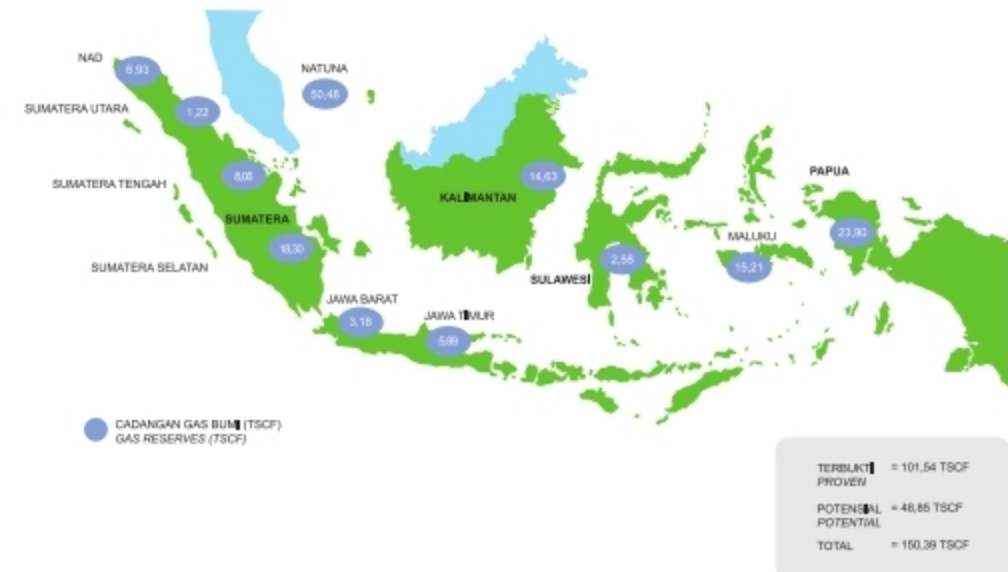 NAD
6,93
NATUNA
50,48
SUMATERA UTARA
1,22
SUMATERA TENGAH
8,06
KALIMANTAN
14,63
PAPUA
23,90
SUMATERA
18,30
MALUKU
15,21
2,58
SULAWESI
SUMATERA SELATAN
JAWA BARAT
3,18
JAWA TIMUR
5,89
CADANGAN GAS BUMI (TSCF)
GAS RESERVES (TSCF)
TERBUKTI = 101,54 TSCF
PROVEN
POTENSIAL = 48,85 TSCF
POTENTIAL
TOTAL = 150,39 TSCF